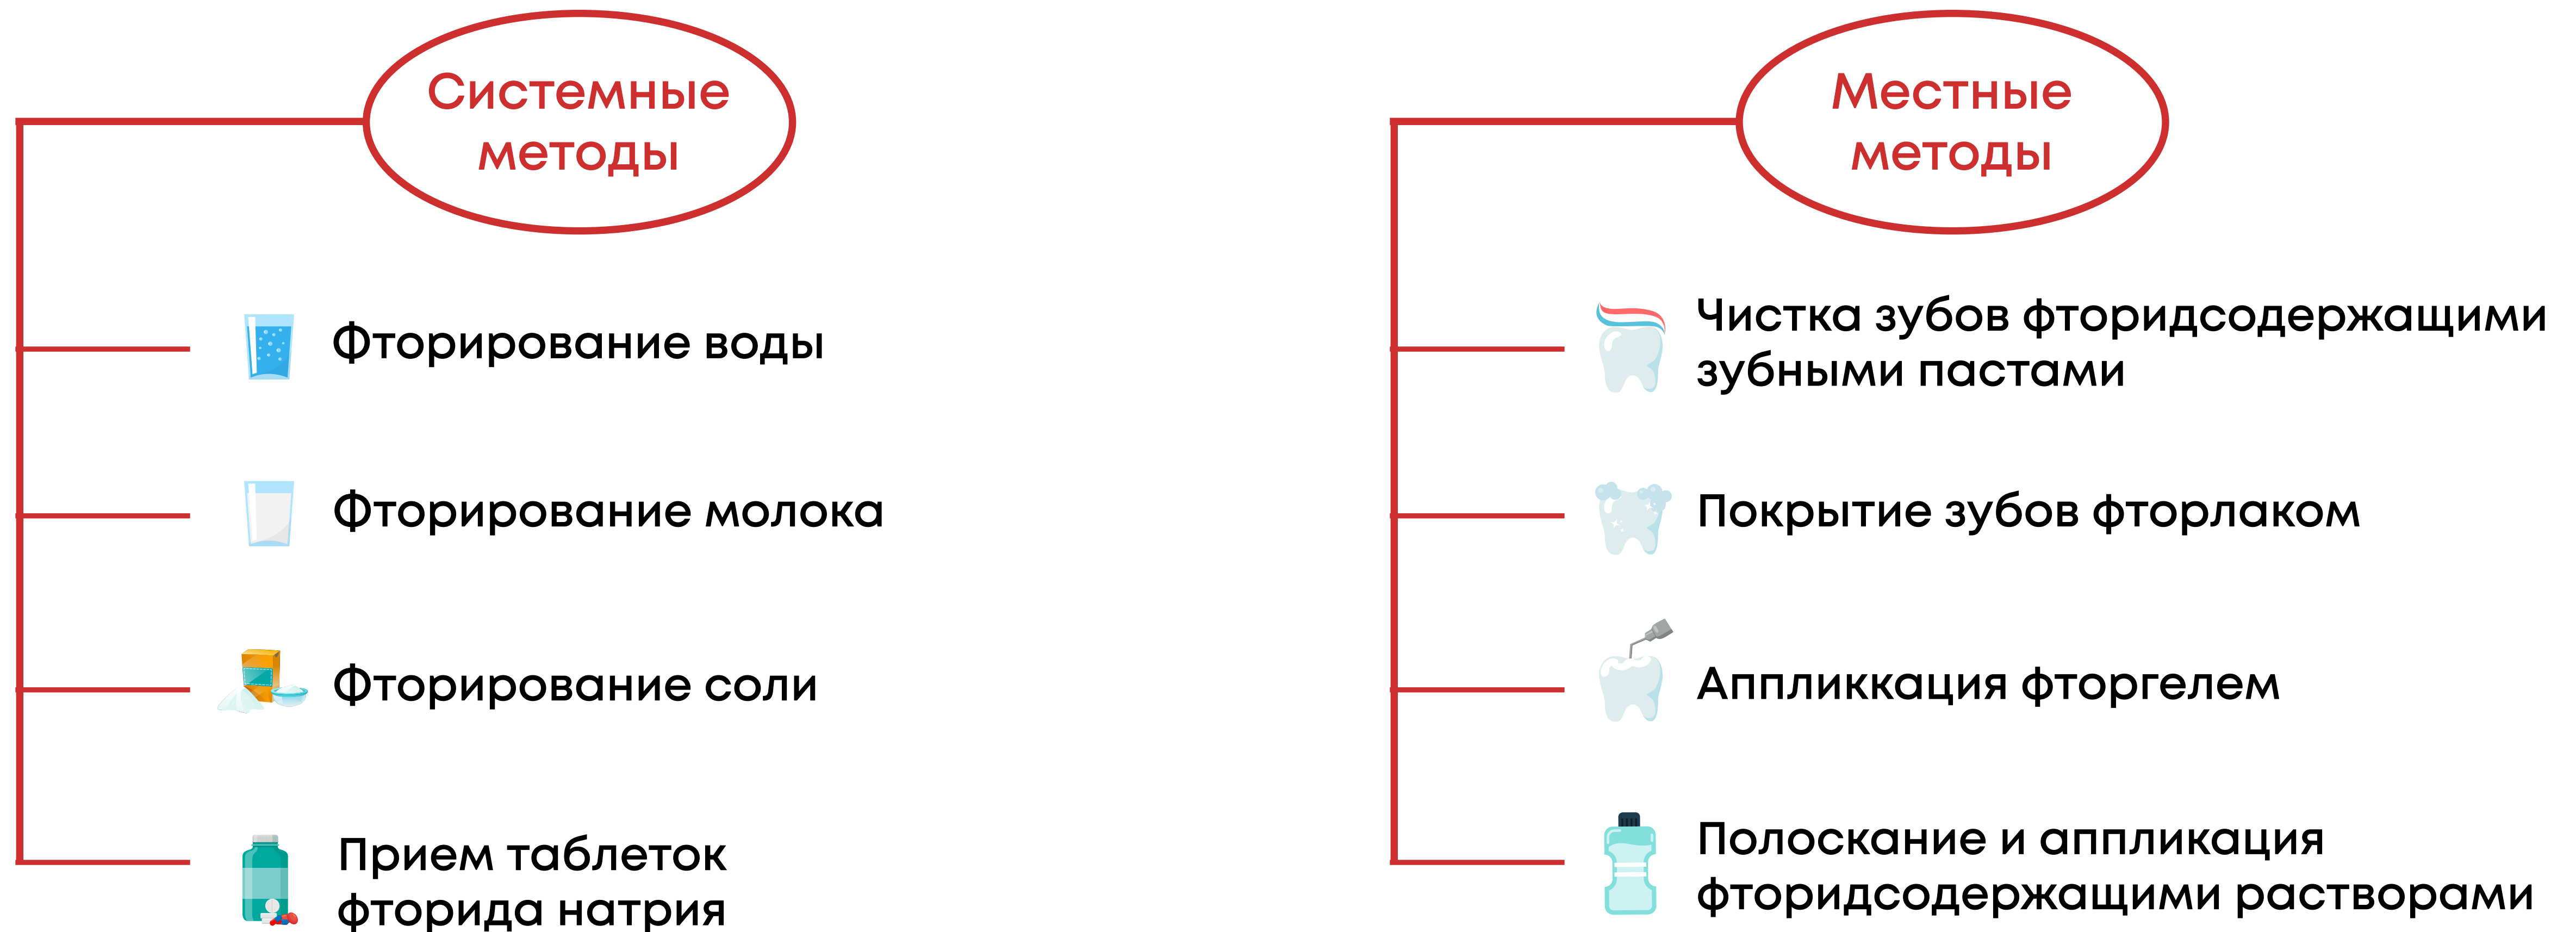 Системные
методы
Фторирование воды
Фторирование молока
Фторирование соли
Прием таблеток
фторида натрия
Местные
методы
Чистка зубов фторидсодержащими
зубными пастами
Покрытие зубов фторлаком
Аппликкация фторгелем
Полоскание и аппликация
фторидсодержащими растворами